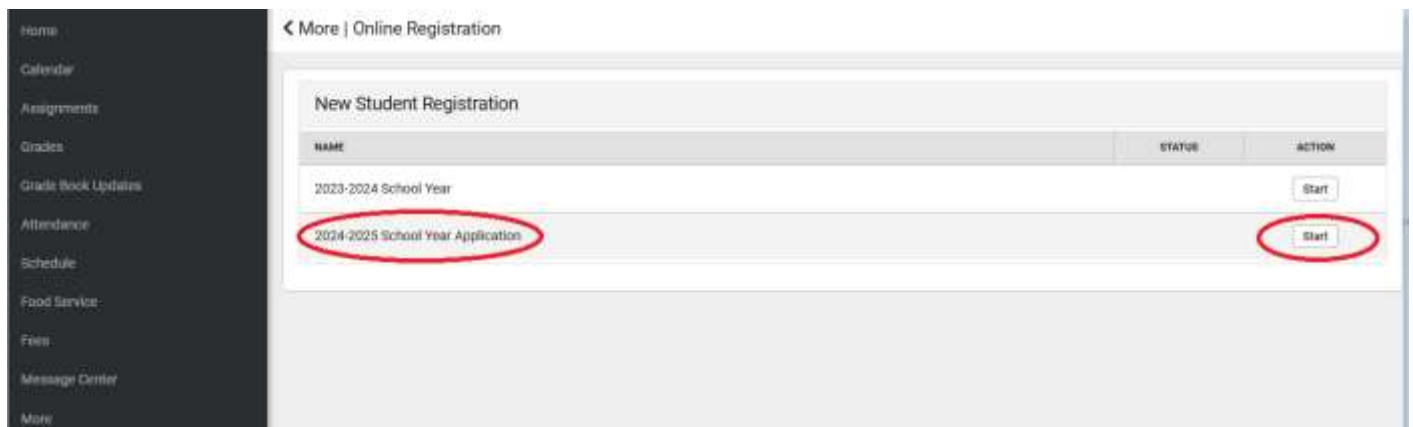 Home
Calendar
Assignments
Grades
Grade Book Updates
Attendance
Schedule
Food Service
Fees
Message Center
More
More | Online Registration
New Student Registration
NAME STATUS ACTION
2023-2024 School Year Start
2024-2025 School Year Application Start